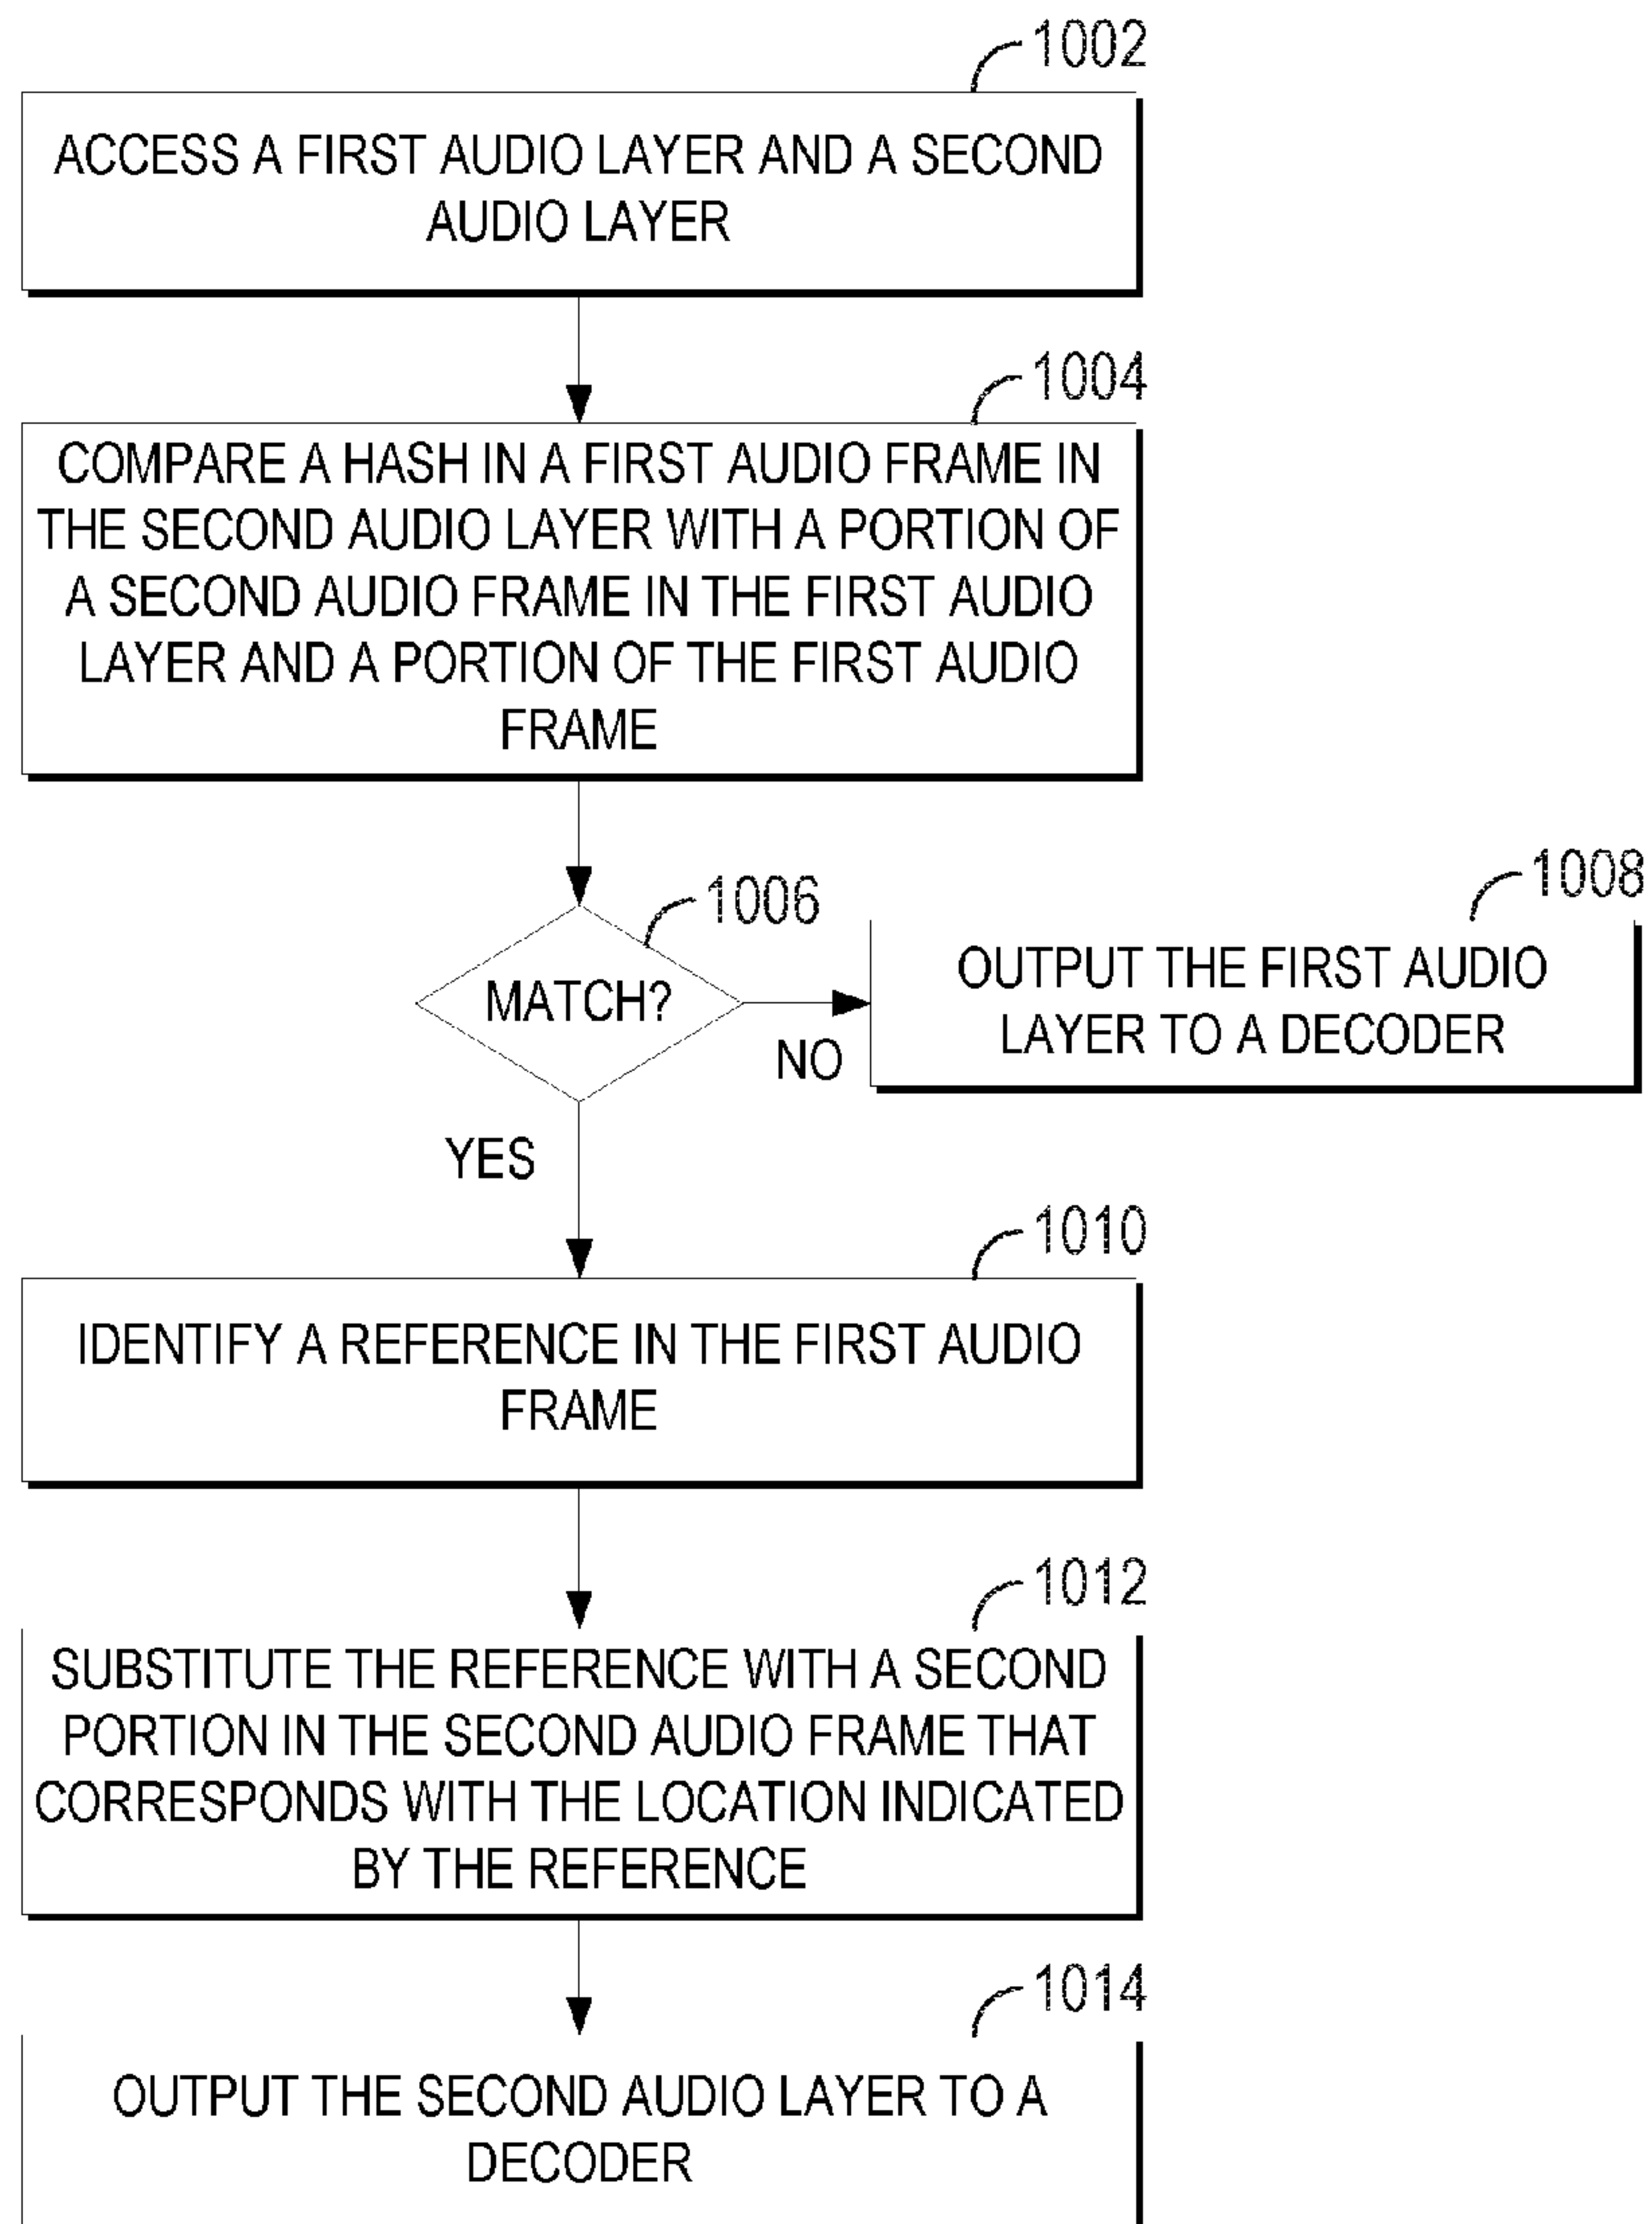 1002
ACCESS A FIRST AUDIO LAYER AND A SECOND
AUDIO LAYER
1004
COMPARE A HASH IN A FIRST AUDIO FRAME IN
THE SECOND AUDIO LAYER WITH A PORTION OF
A SECOND AUDIO FRAME IN THE FIRST AUDIO
LAYER AND A PORTION OF THE FIRST AUDIO
FRAME
1006
MATCH?
NO
1008
OUTPUT THE FIRST AUDIO
LAYER TO A DECODER
YES
1010
IDENTIFY A REFERENCE IN THE FIRST AUDIO
FRAME
1012
SUBSTITUTE THE REFERENCE WITH A SECOND
PORTION IN THE SECOND AUDIO FRAME THAT
CORRESPONDS WITH THE LOCATION INDICATED
BY THE REFERENCE
1014
OUTPUT THE SECOND AUDIO LAYER TO A
DECODER